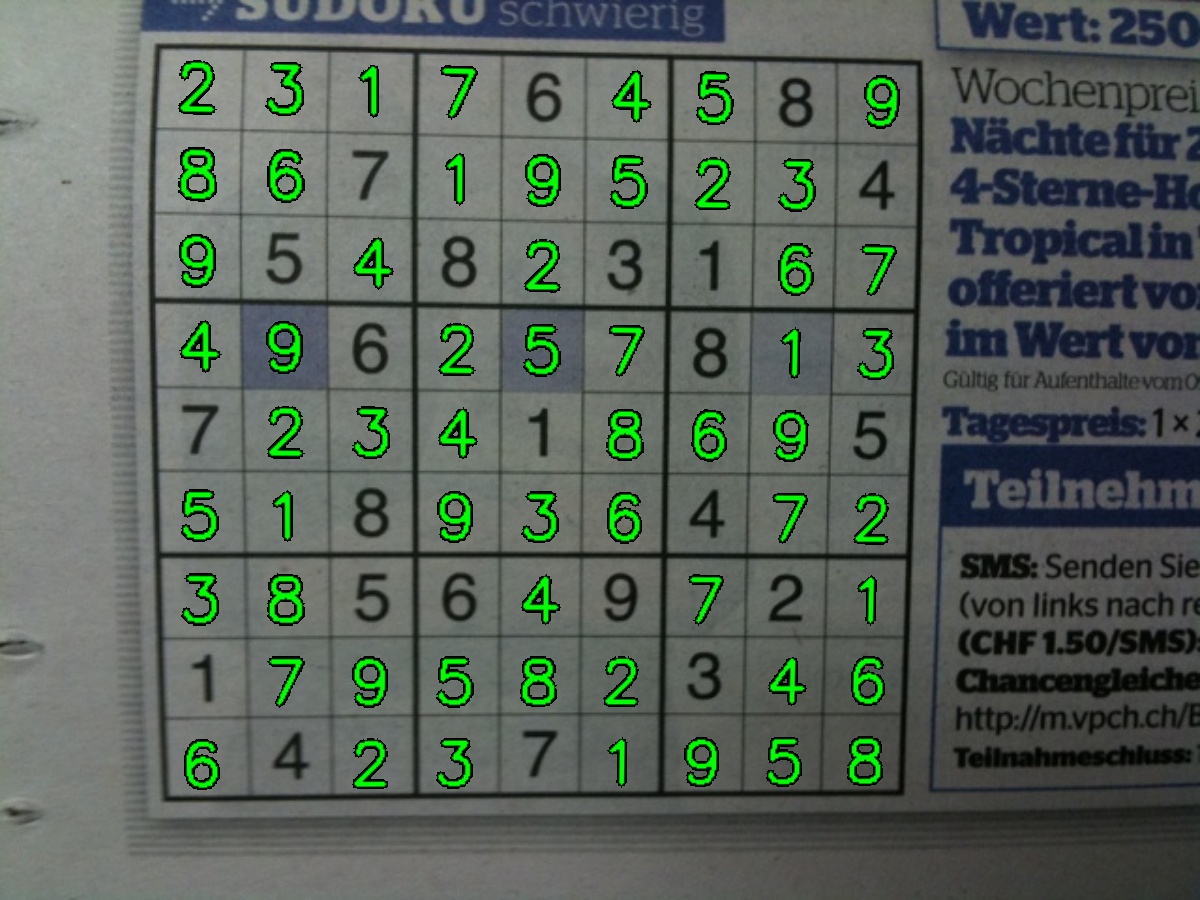 SUDOKU schwierig
2 3 1 7 6 4 5 8 9
8 6 7 1 9 5 2 3 4
9 5 4 8 2 3 1 6 7
4 9 6 2 5 7 8 1 3
7 2 3 4 1 8 6 9 5
5 1 8 9 3 6 4 7 2
3 8 5 6 4 9 7 2 1
1 7 9 5 8 2 3 4 6
6 4 2 3 7 1 9 5 8
Wert: 250
Wochenprei
Nächte für 2
4-Sterne-Ho
Tropical in
offeriert vo
im Wert von
Gültig für Aufenthalte vom 0
Tagespreis: 1 ×
Teilnehm
SMS: Senden Sie
(von links nach re
(CHF 1.50/SMS).
Chancengleiche
http://m.vpch.ch/
Teilnahmeschluss: